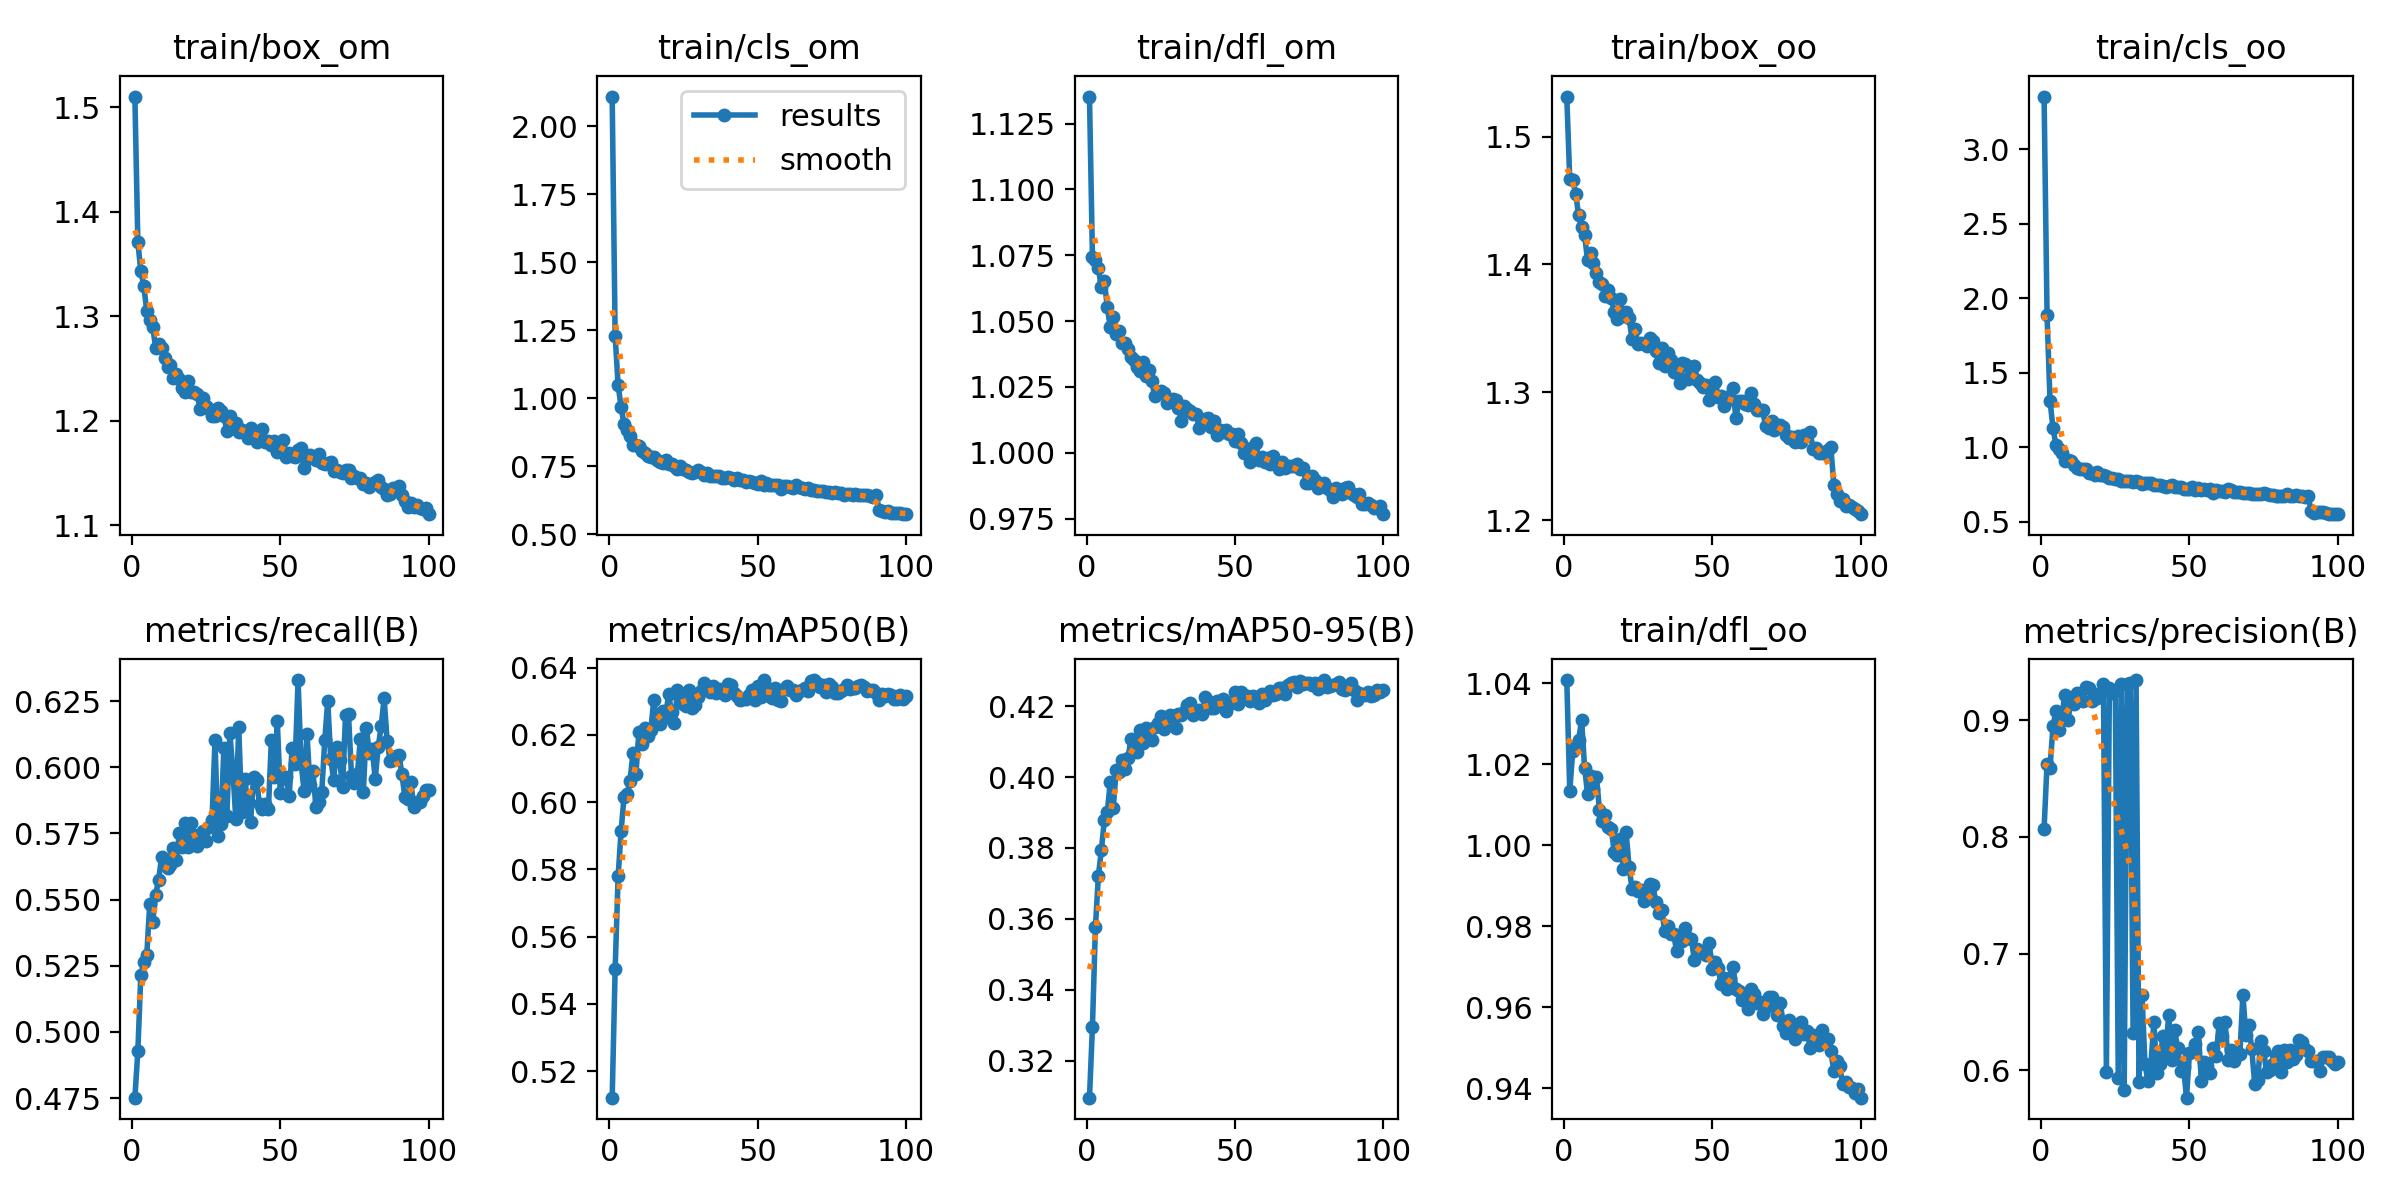 train/box_om
1.5
1.4
1.3
1.2
1.1
0 50 100
train/cls_om
results
smooth
2.00
1.75
1.50
1.25
1.00
0.75
0.50
0 50 100
train/dfl_om
1.125
1.100
1.075
1.050
1.025
1.000
0.975
0 50 100
train/box_oo
1.5
1.4
1.3
1.2
0 50 100
train/cls_oo
3.0
2.5
2.0
1.5
1.0
0.5
0 50 100
metrics/recall(B)
0.625
0.600
0.575
0.550
0.525
0.500
0.475
0 50 100
metrics/mAP50(B)
0.64
0.62
0.60
0.58
0.56
0.54
0.52
0 50 100
metrics/mAP50-95(B)
0.42
0.40
0.38
0.36
0.34
0.32
0 50 100
train/dfl_oo
1.04
1.02
1.00
0.98
0.96
0.94
0 50 100
metrics/precision(B)
0.9
0.8
0.7
0.6
0 50 100